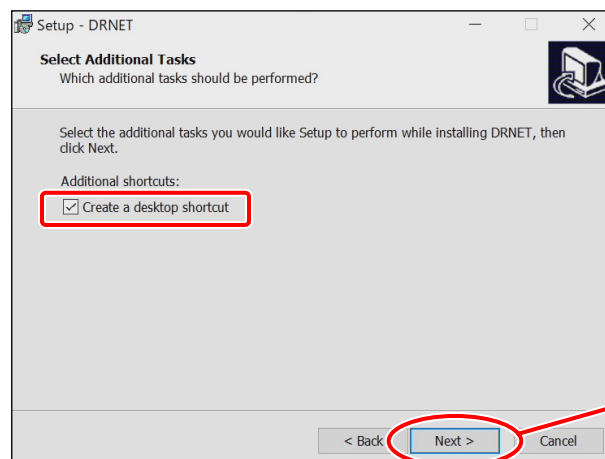 Setup - DRNET
Select Additional Tasks
Which additional tasks should be performed?
Select the additional tasks you would like Setup to perform while installing DRNET, then
click Next.
Additional shortcuts:
Create a desktop shortcut
< Back
Next >
Cancel